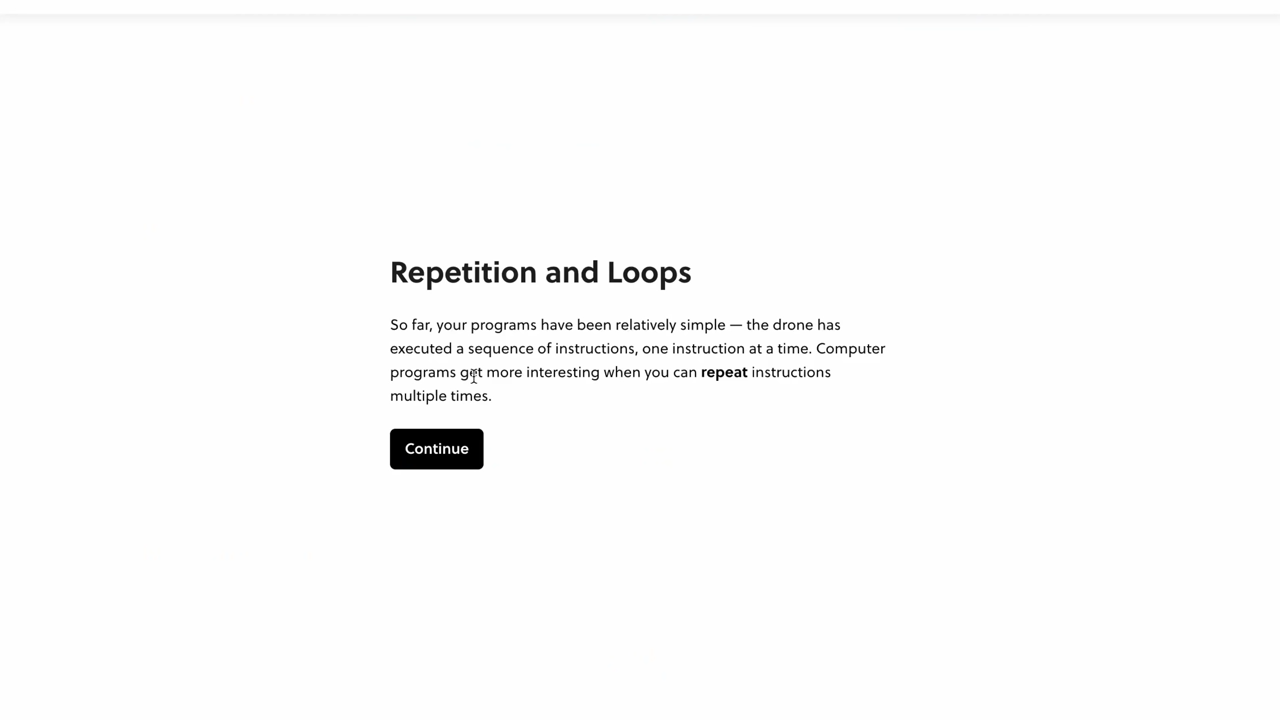 Repetition and Loops
So far, your programs have been relatively simple — the drone has
executed a sequence of instructions, one instruction at a time. Computer
programs get more interesting when you can repeat instructions
multiple times.
Continue